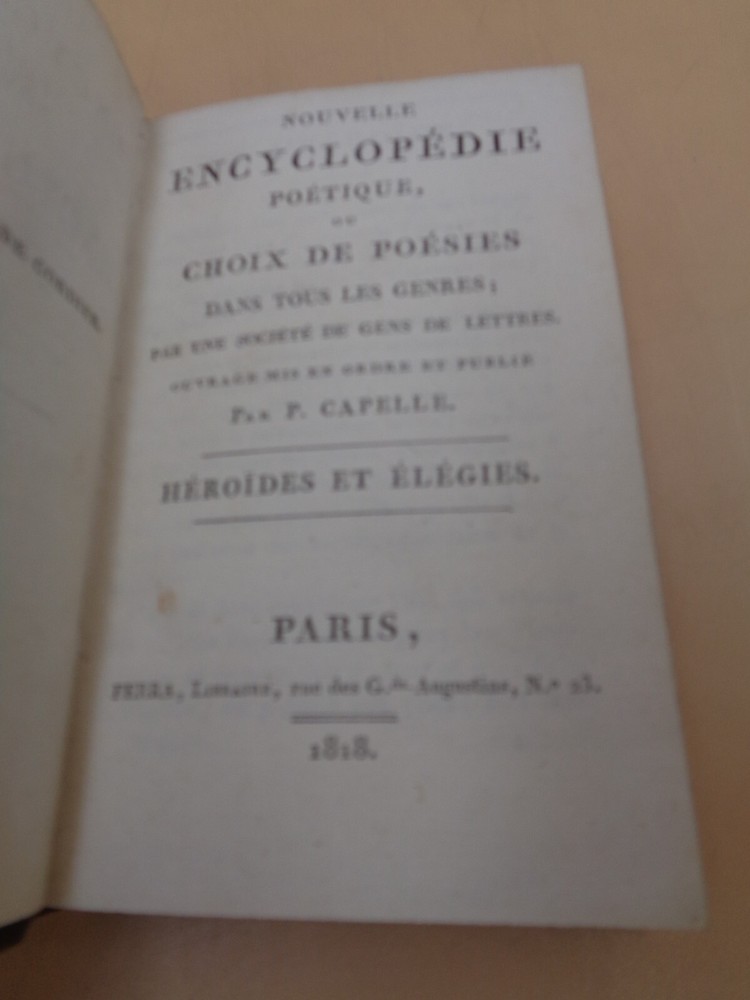 NOUVELLE
ENCYCLOPÉDIE
POÉTIQUE,
OU
CHOIX DE POÉSIES
DANS TOUS LES GENRES;
PAR UNE SOCIÉTÉ DE GENS DE LETTRES.
OUVRAGE MIS EN ORDRE ET PUBLIÉ
PAR P. CAPELLE.
HÉROÏDES ET ÉLÉGIES.
PARIS,
FERRA, Libraire, rue des G.ds Augustins, N.º 23.
1818.